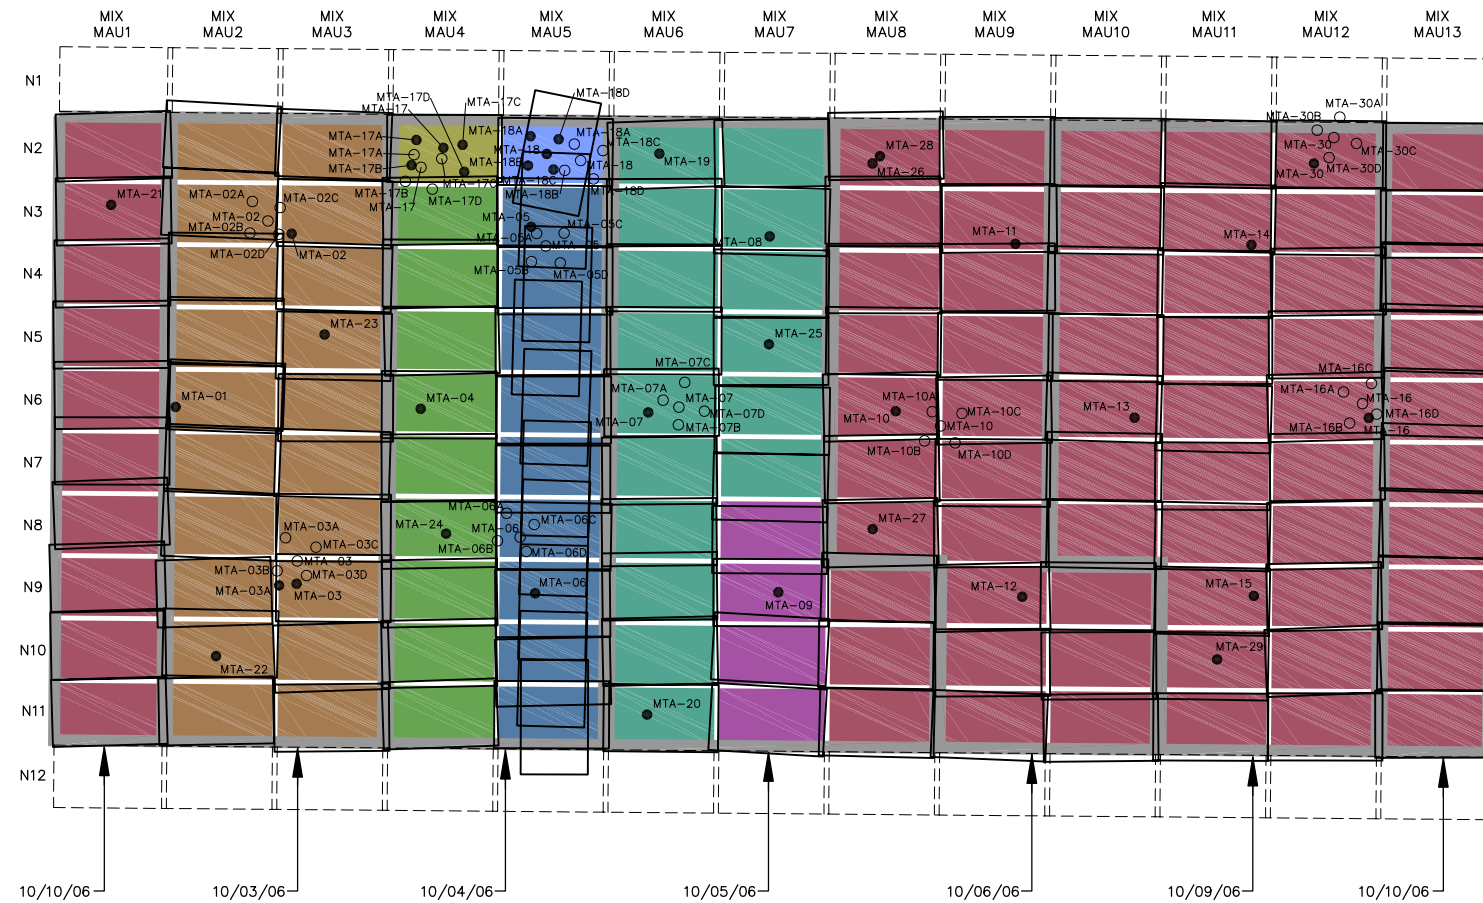 MIX MAU1
MIX MAU2
MIX MAU3
MIX MAU4
MIX MAU5
MIX MAU6
MIX MAU7
MIX MAU8
MIX MAU9
MIX MAU10
MIX MAU11
MIX MAU12
MIX MAU13
N1
MTA-17D
MTA-17
MTA-17C
MTA-18D
MTA-30A
MTA-30B
N2
MTA-17A
MTA-17A
MTA-17B
MTA-18A
MTA-18
MTA-18B
MTA-18A
MTA-18C
MTA-18
MTA-19
MTA-28
MTA-26
MTA-30
MTA-30C
MTA-30D
MTA-30
MTA-17B
MTA-17C
MTA-17D
MTA-17
MTA-18C
MTA-18B
MTA-18D
N3
MTA-21
MTA-02A
MTA-02C
MTA-02
MTA-02B
MTA-02D
MTA-02
MTA-05
MTA-05C
MTA-05A
MTA-05
MTA-08
MTA-11
MTA-14
N4
MTA-05B
MTA-05D
N5
MTA-23
MTA-25
N6
MTA-01
MTA-04
MTA-07C
MTA-07A
MTA-07
MTA-07D
MTA-07B
MTA-07
MTA-10A
MTA-10C
MTA-10
MTA-10
MTA-10B
MTA-10D
MTA-13
MTA-16C
MTA-16A
MTA-16
MTA-16D
MTA-16B
MTA-16
N7
N8
MTA-03A
MTA-03C
MTA-24
MTA-06A
MTA-06
MTA-06C
MTA-06B
MTA-06D
MTA-27
N9
MTA-03
MTA-03B
MTA-03D
MTA-03A
MTA-03
MTA-06
MTA-09
MTA-12
MTA-15
N10
MTA-22
MTA-29
N11
MTA-20
N12
10/10/06
10/03/06
10/04/06
10/05/06
10/06/06
10/09/06
10/10/06